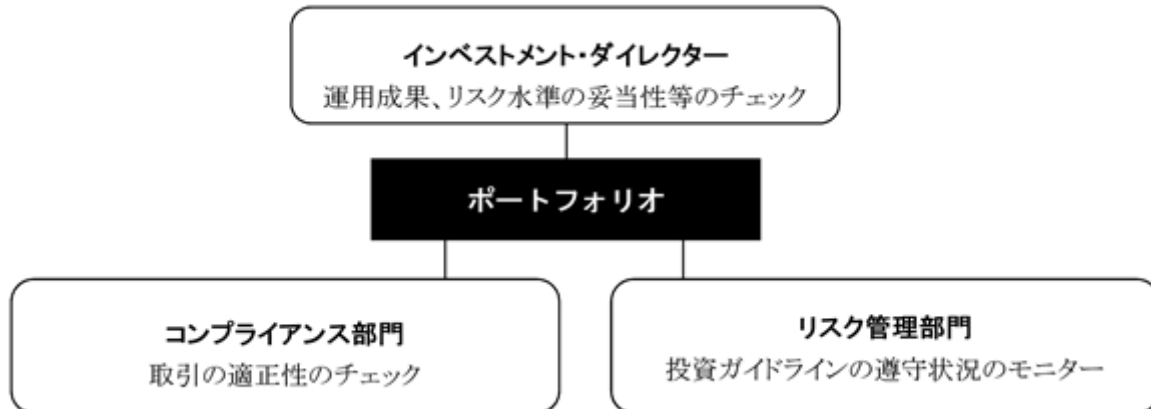 インベストメント・ダイレクター
運用成果、リスク水準の妥当性等のチェック
ポートフォリオ
コンプライアンス部門
取引の適正性のチェック
リスク管理部門
投資ガイドラインの遵守状況のモニター